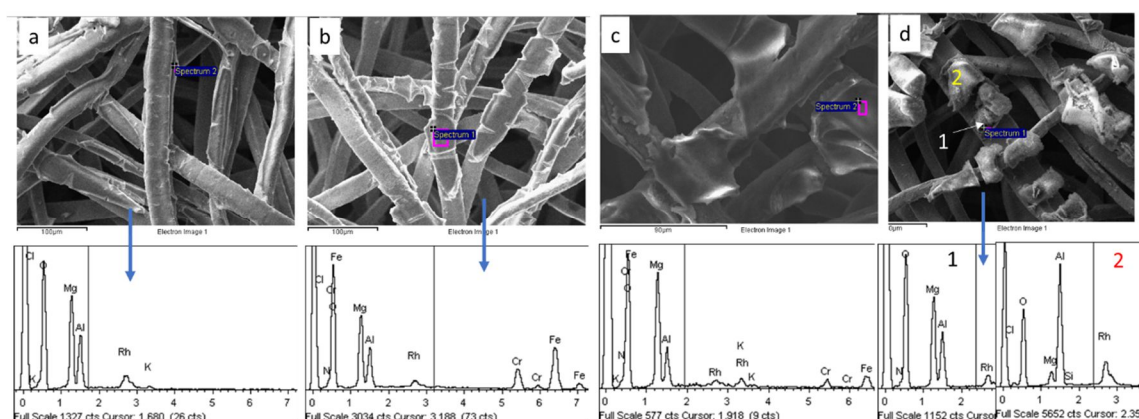 a
Spectrum 2
100µm
Electron Image 1
b
Spectrum 1
100µm
Electron Image 1
c
Spectrum 2
90µm
Electron Image 1
d
2
1
Spectrum 1
Electron Image 1
Cl
O
Mg
Al
K
Rh
K
0 1 2 3 4 5 6 7
Full Scale 1327 cts Cursor: 1.680 (26 cts)
Fe
Cl
Cr
O
Mg
N
Al
Rh
Cr
Cr
Fe
Fe
0 1 2 3 4 5 6 7
Full Scale 3034 cts Cursor: 3.188 (73 cts)
Fe
Cr
O
Mg
N
K
Al
Rh
K
Rh
K
Cr
Cr
Fe
0 1 2 3 4 5 6
Full Scale 577 cts Cursor: 1.918 (9 cts)
1
O
Mg
Al
N
Rh
0 1 2 3
Full Scale 1152 cts
2
Al
Cl
O
Mg
Si
Rh
0 1 2 3
Full Scale 5652 cts Cursor: